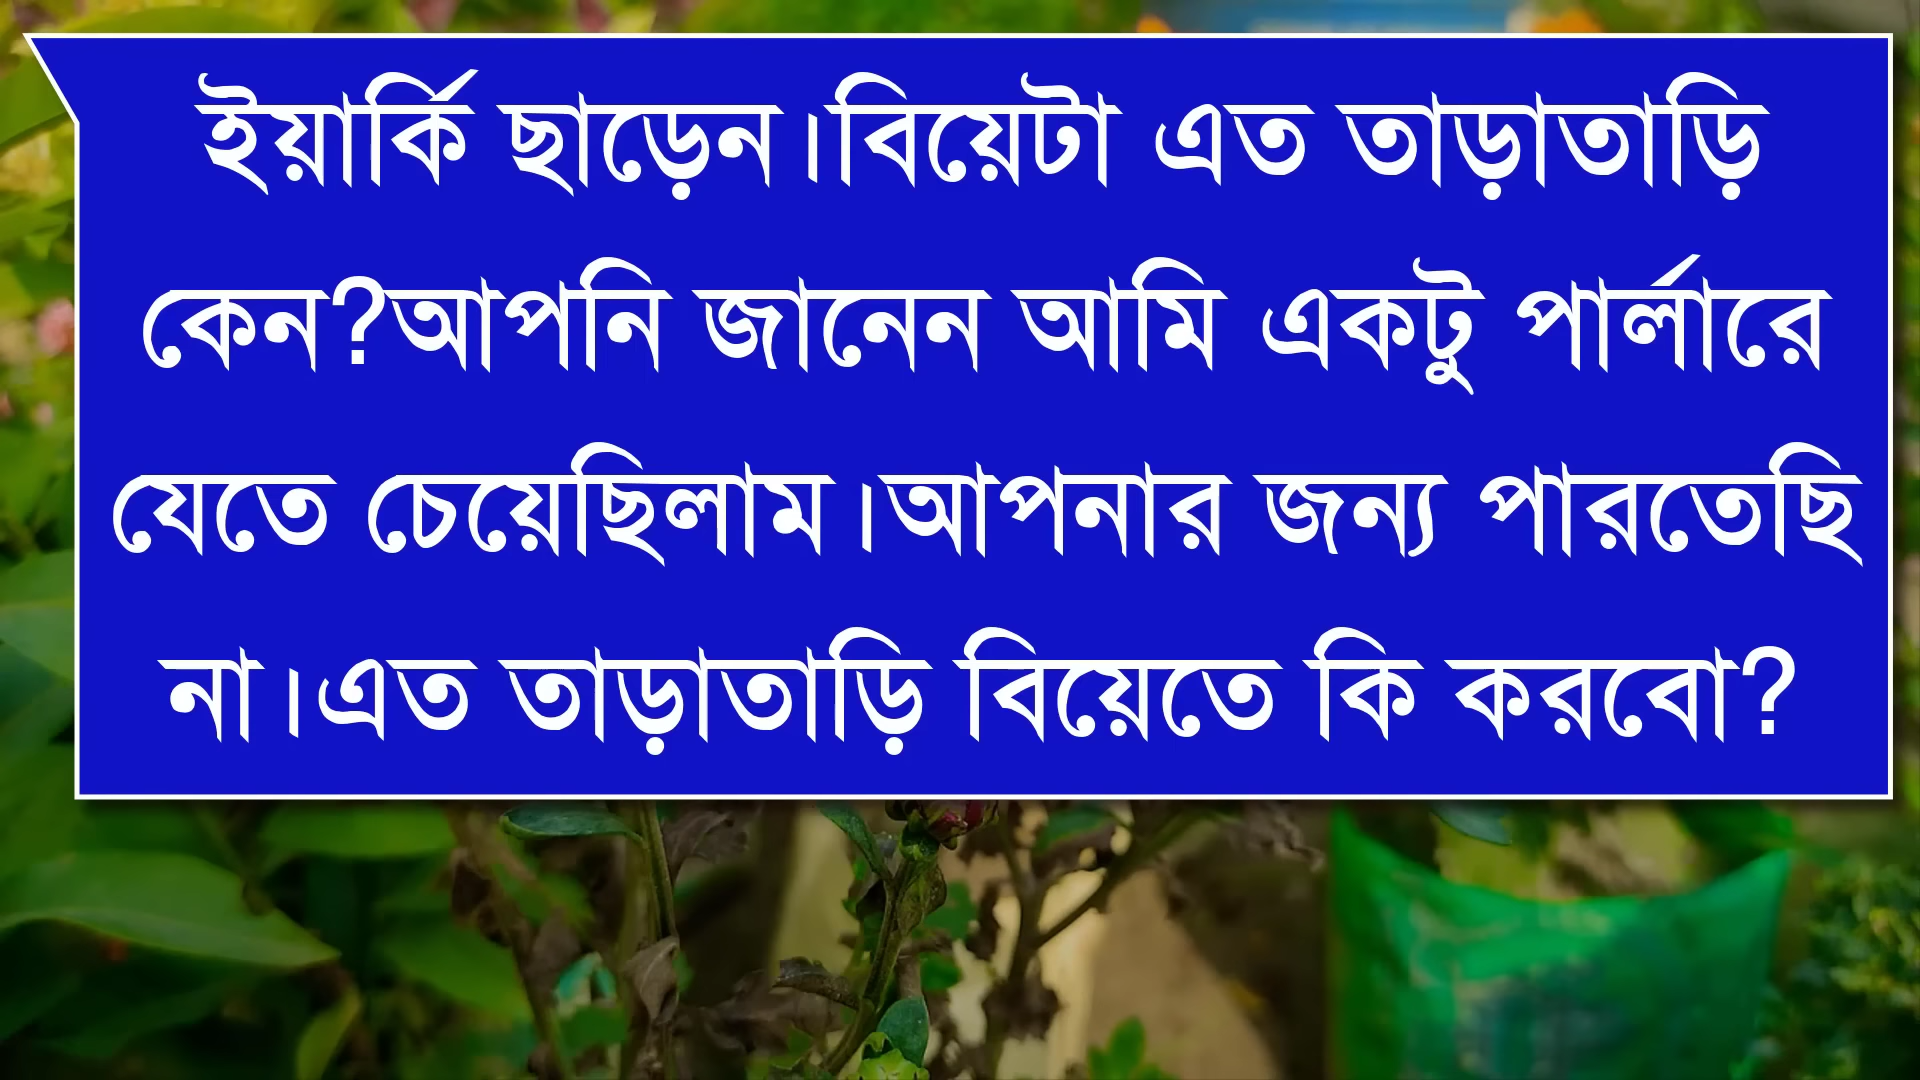 ইয়ার্কি ছাড়েন।বিয়েটা এত তাড়াতাড়ি
কেন?আপনি জানেন আমি একটু পার্লারে
যেতে চেয়েছিলাম।আপনার জন্য পারতেছি
না।এত তাড়াতাড়ি বিয়েতে কি করবো?